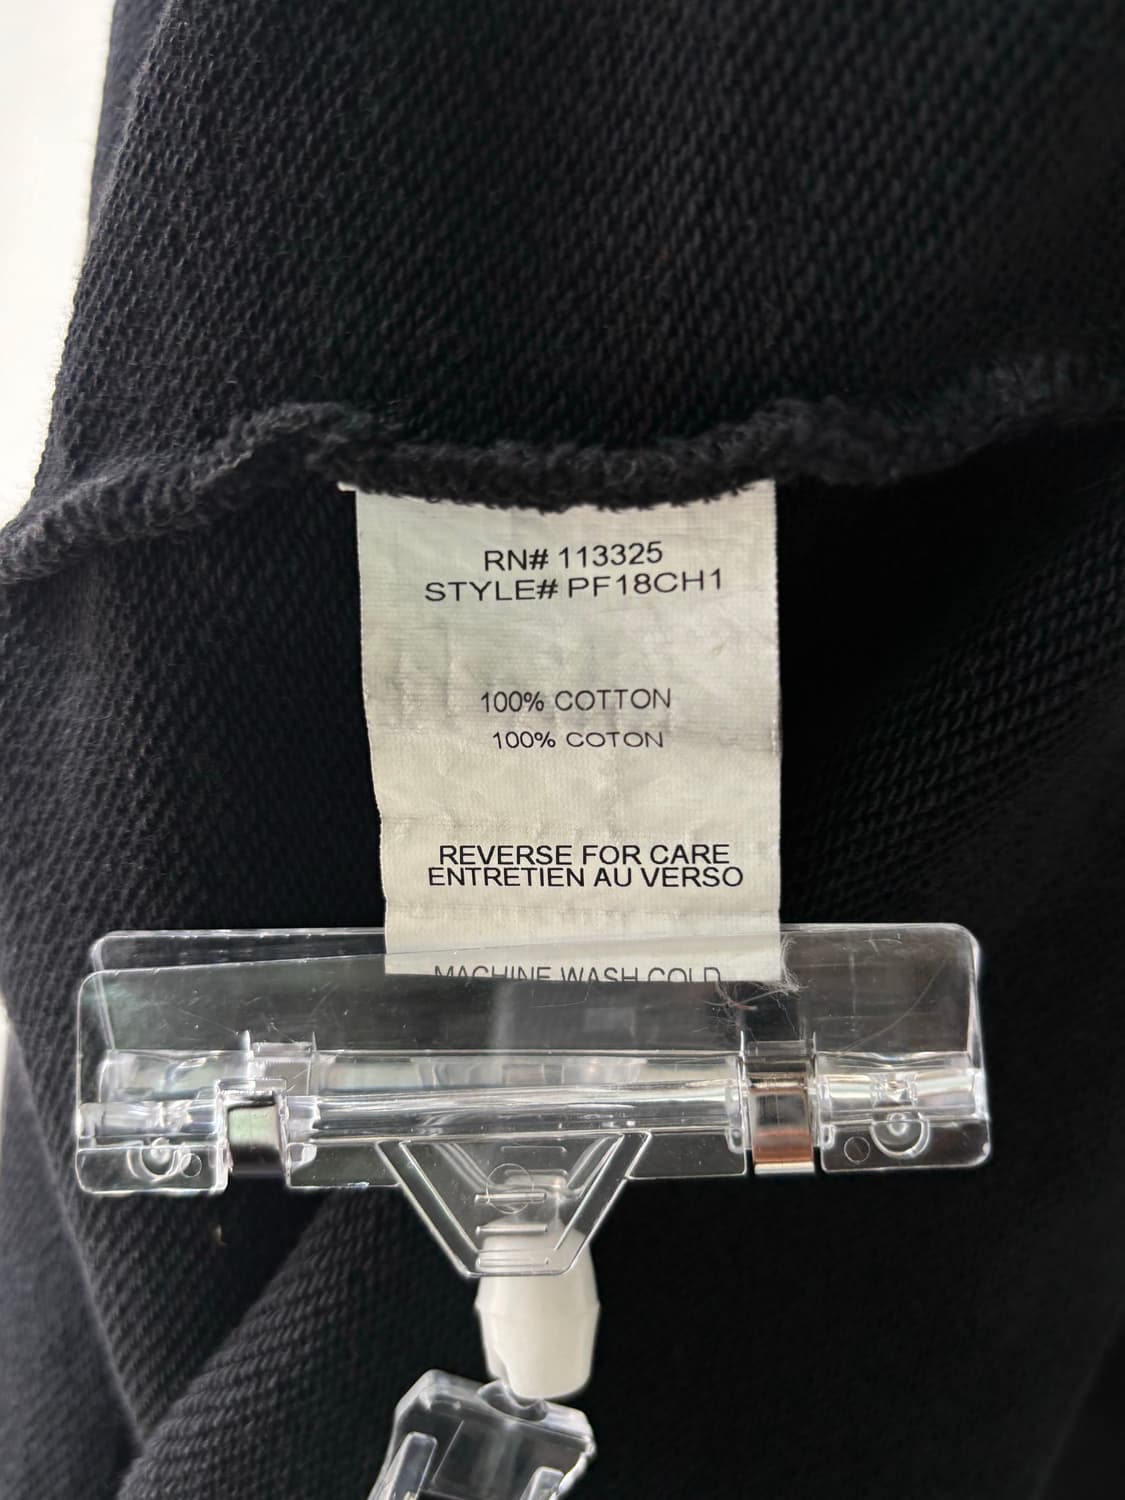 RN# 113325
STYLE# PF18CH1
100% COTTON
100% COTON
REVERSE FOR CARE
ENTRETIEN AU VERSO
MACHINE WASH COLD